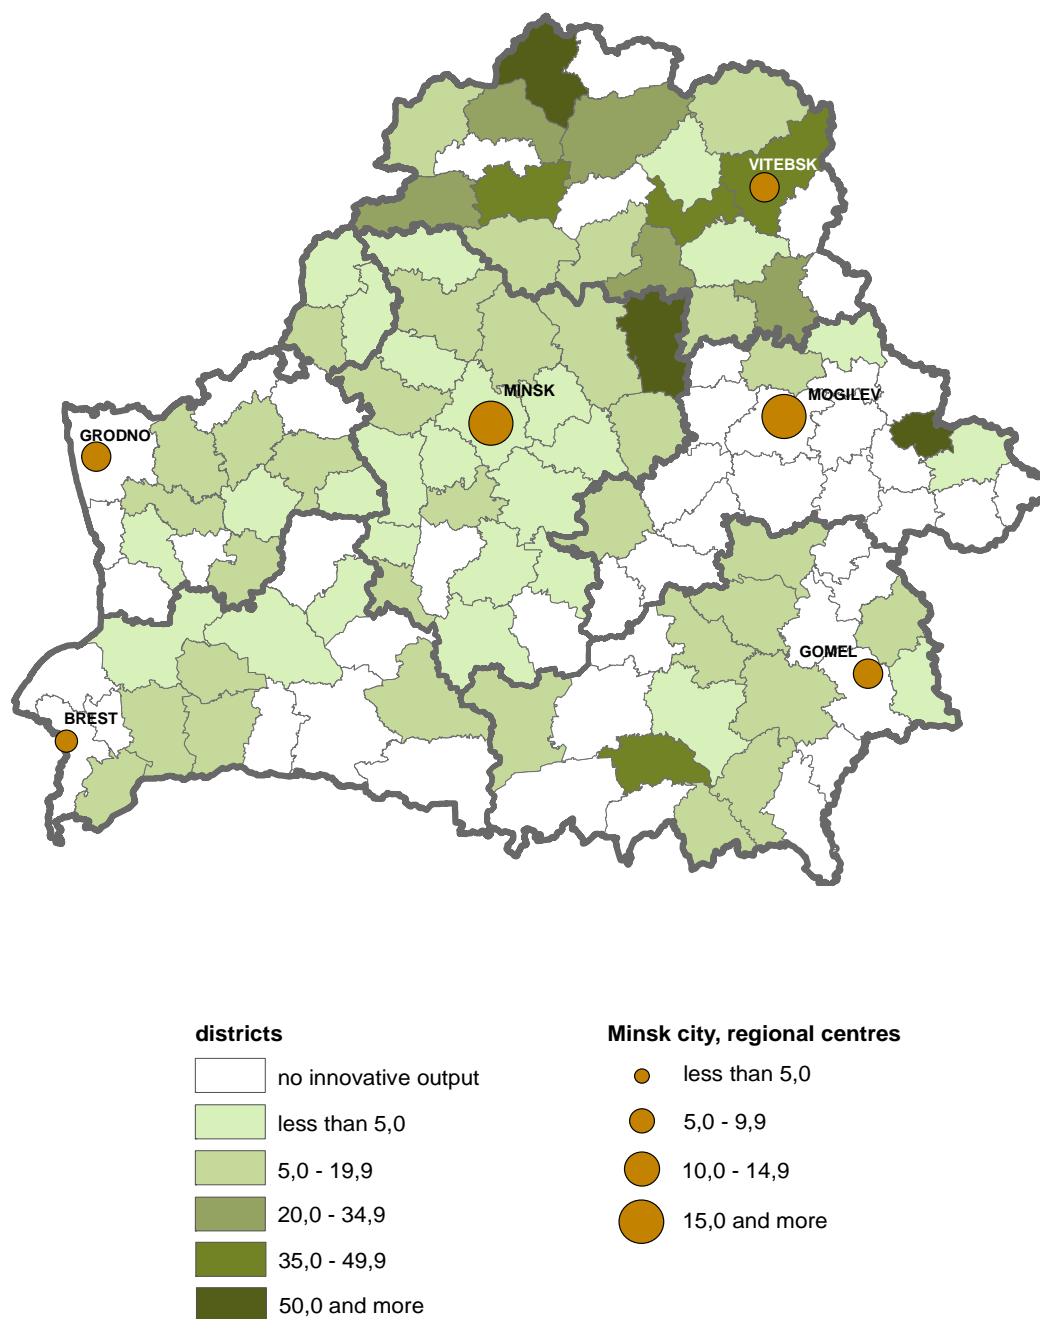 VITEBSK
MINSK
MOGILEV
GRODNO
GOMEL
BREST
districts
no innovative output
less than 5,0
5,0 - 19,9
20,0 - 34,9
35,0 - 49,9
50,0 and more
Minsk city, regional centres
less than 5,0
5,0 - 9,9
10,0 - 14,9
15,0 and more